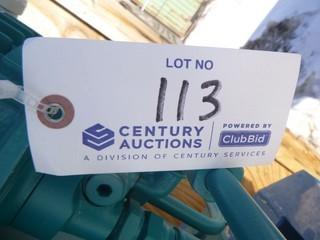 LOT NO
113
CENTURY AUCTIONS
POWERED BY
ClubBid
A DIVISION OF CENTURY SERVICES